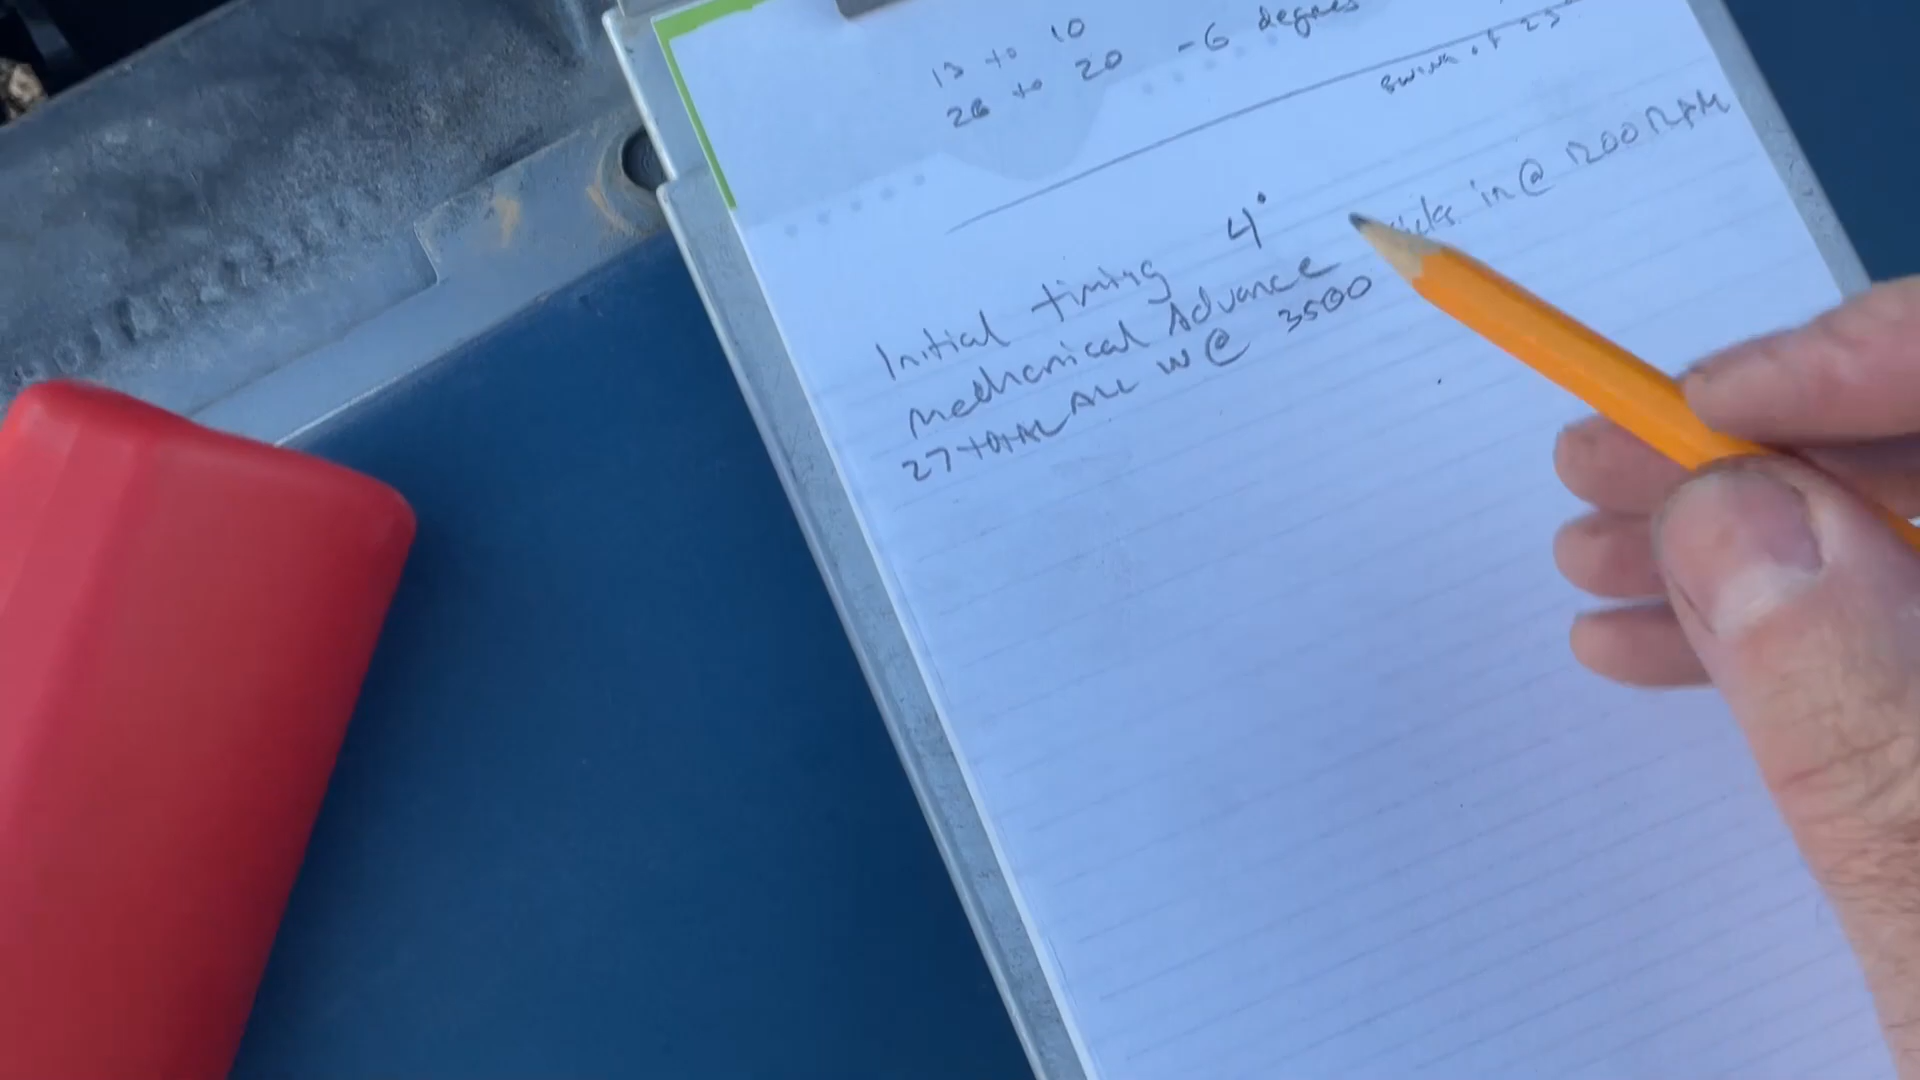 13 to 10
26 to 20 -6 degrees
swing of 23°
Initial timing 4°
Mechanical Advance kicks in @ 1200 RPM
27 total ALL in @ 3500